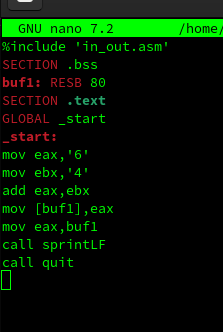 GNU nano 7.2 /home/
%include 'in_out.asm'
SECTION .bss
buf1: RESB 80
SECTION .text
GLOBAL _start
_start:
mov eax,'6'
mov ebx,'4'
add eax,ebx
mov [buf1],eax
mov eax,buf1
call sprintLF
call quit